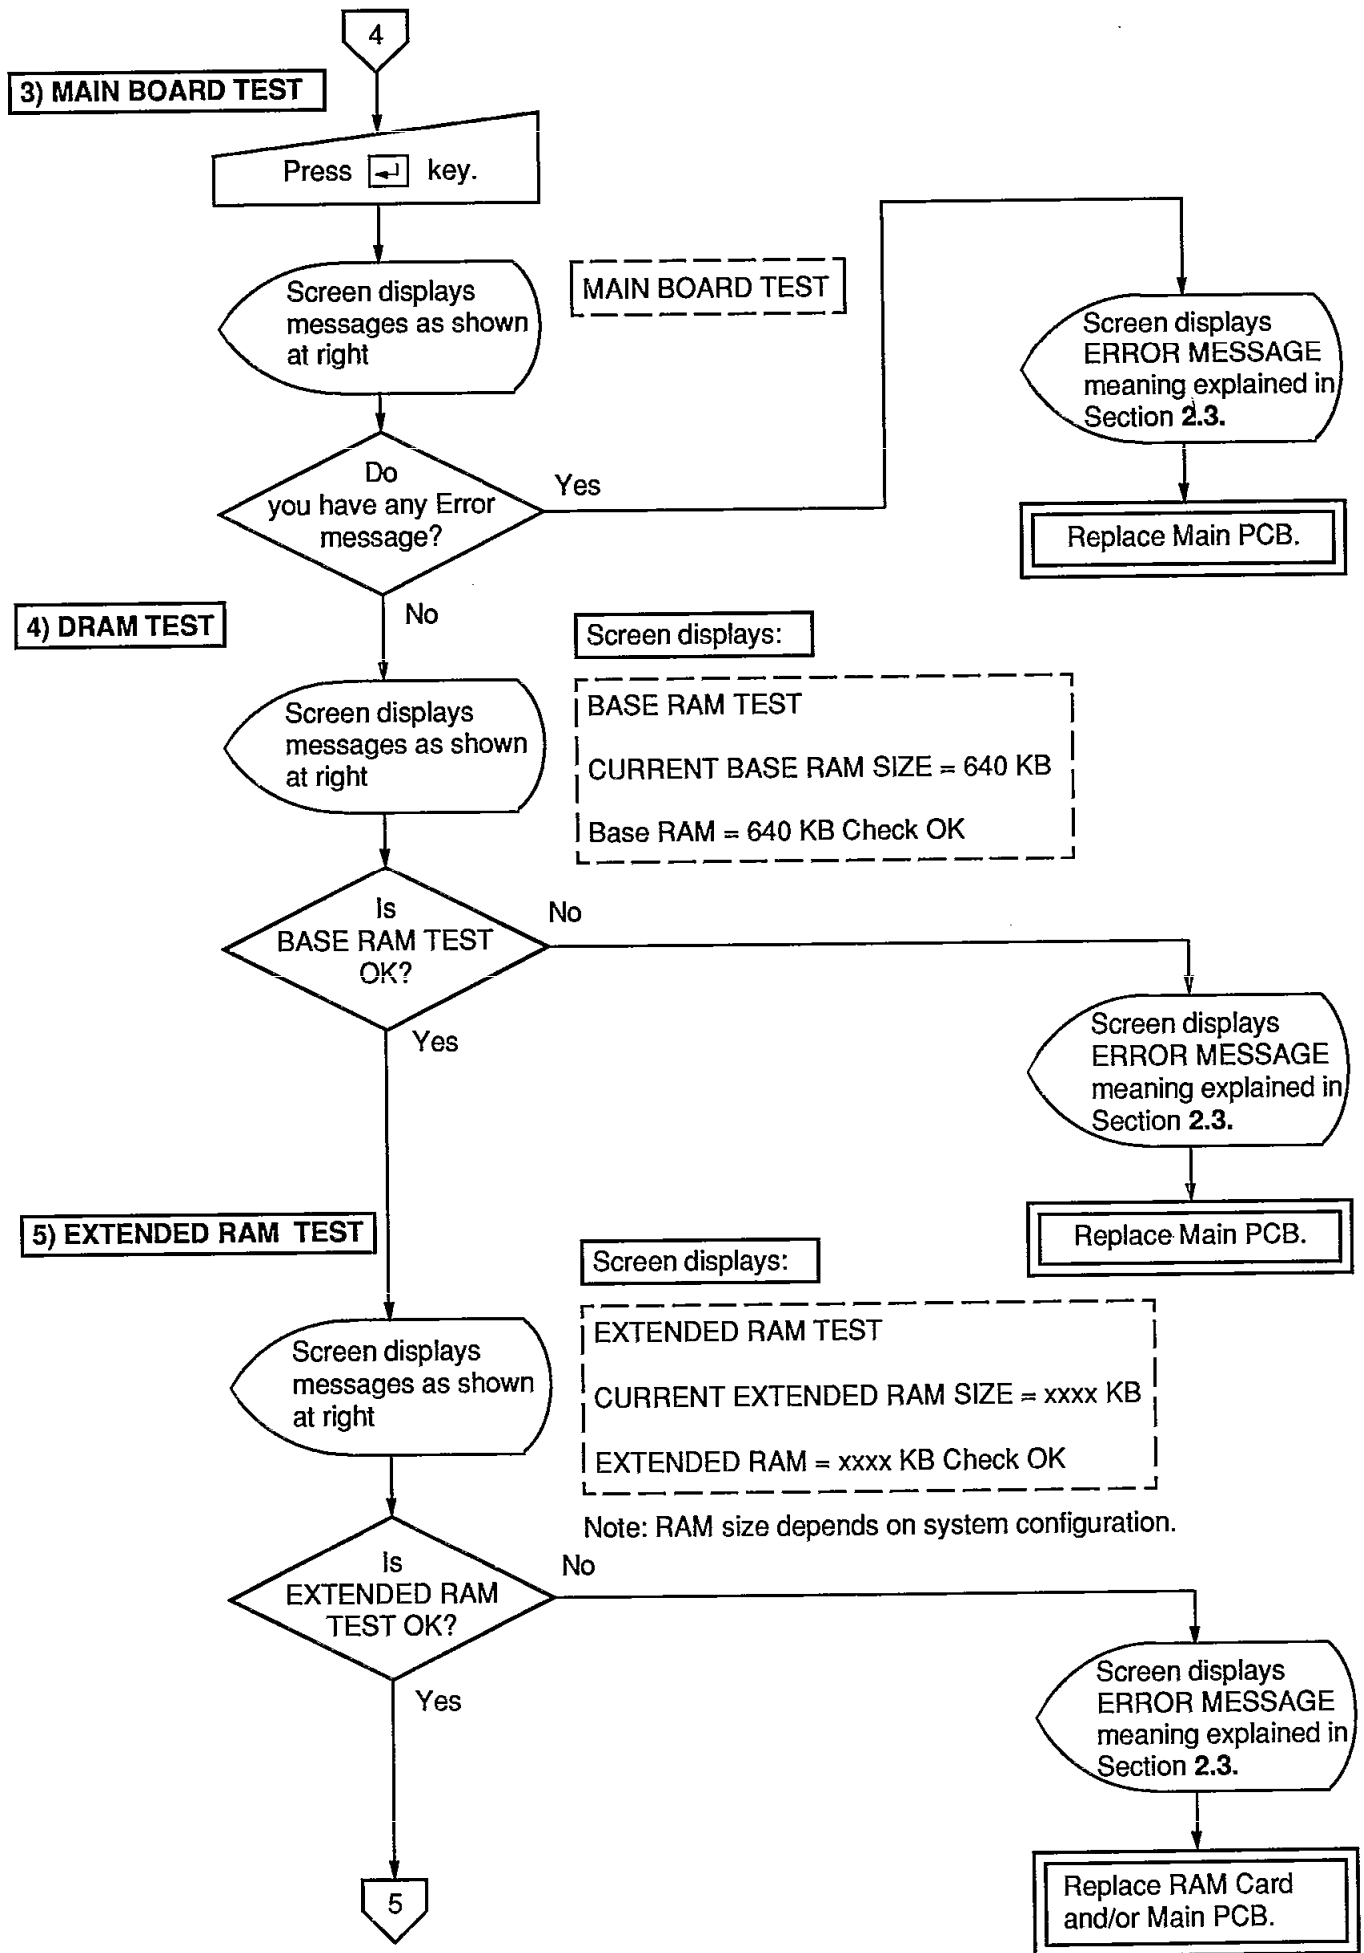 4
3) MAIN BOARD TEST
Press ↵ key.
Screen displays
messages as shown
at right
MAIN BOARD TEST
Screen displays
ERROR MESSAGE
meaning explained in
Section 2.3.
Do
you have any Error
message?
Yes
Replace Main PCB.
No
4) DRAM TEST
Screen displays:
Screen displays
messages as shown
at right
BASE RAM TEST
CURRENT BASE RAM SIZE = 640 KB
Base RAM = 640 KB Check OK
Is
BASE RAM TEST
OK?
No
Yes
Screen displays
ERROR MESSAGE
meaning explained in
Section 2.3.
Replace Main PCB.
5) EXTENDED RAM TEST
Screen displays:
Screen displays
messages as shown
at right
EXTENDED RAM TEST
CURRENT EXTENDED RAM SIZE = xxxx KB
EXTENDED RAM = xxxx KB Check OK
Note: RAM size depends on system configuration.
Is
EXTENDED RAM
TEST OK?
No
Yes
Screen displays
ERROR MESSAGE
meaning explained in
Section 2.3.
Replace RAM Card
and/or Main PCB.
5